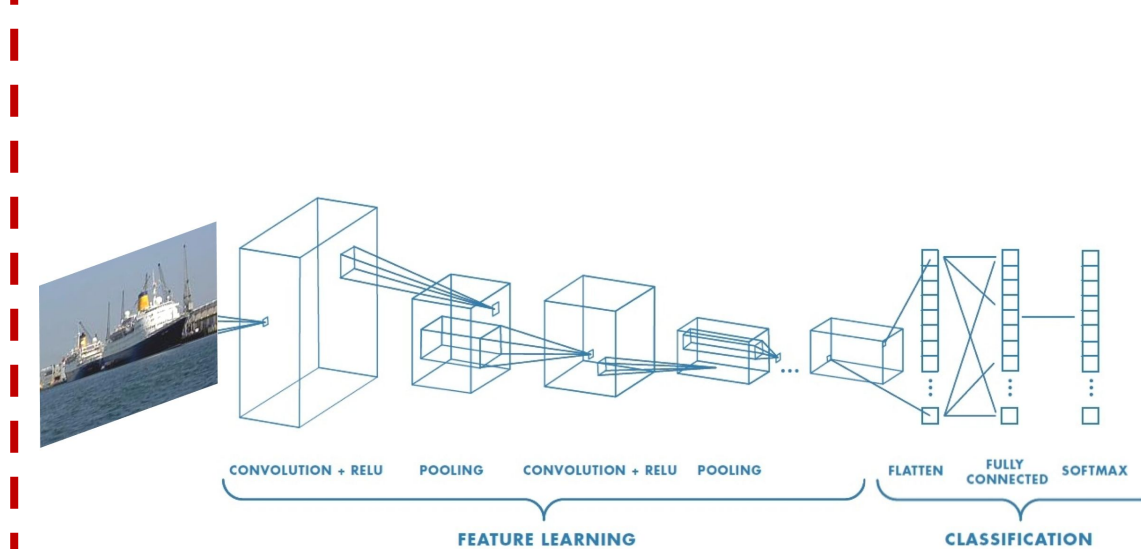 CONVOLUTION + RELU
POOLING
CONVOLUTION + RELU
POOLING
FLATTEN
FULLY
CONNECTED
SOFTMAX
FEATURE LEARNING
CLASSIFICATION